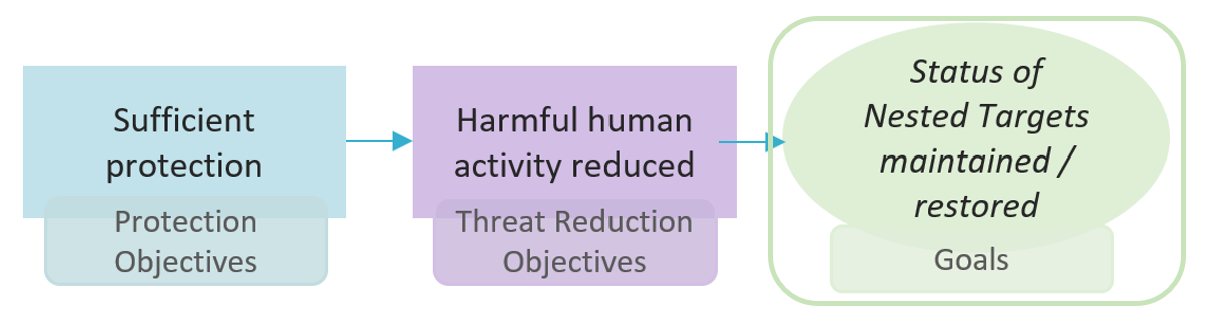 Sufficient
protection
Protection
Objectives
Harmful human
activity reduced
Threat Reduction
Objectives
Status of
Nested Targets
maintained /
restored
Goals